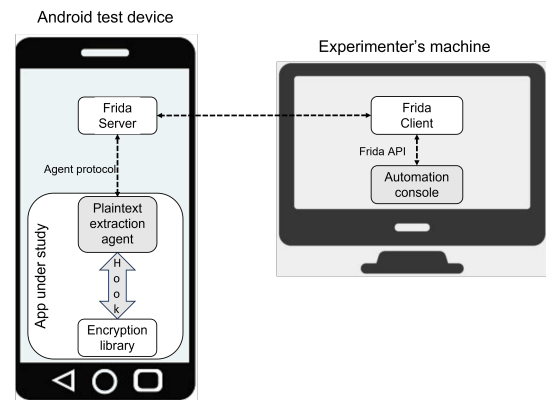 Android test device
Experimenter's machine
Frida
Server
Frida
Client
Agent protocol
Frida API
Automation
console
App under study
Plaintext
extraction
agent
H
o
o
k
Encryption
library